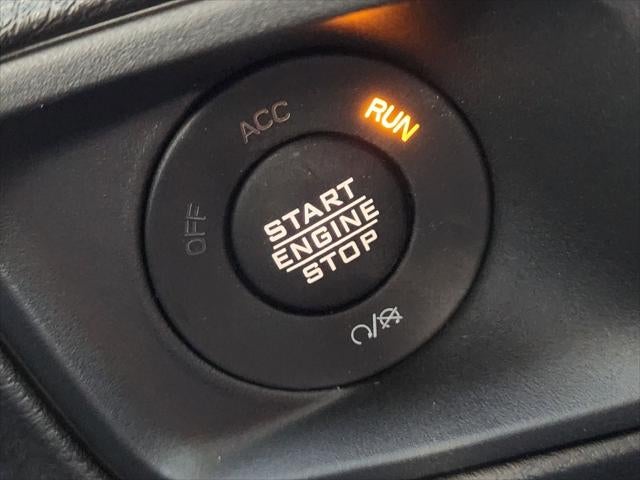 ACC
RUN
OFF
START
ENGINE
STOP